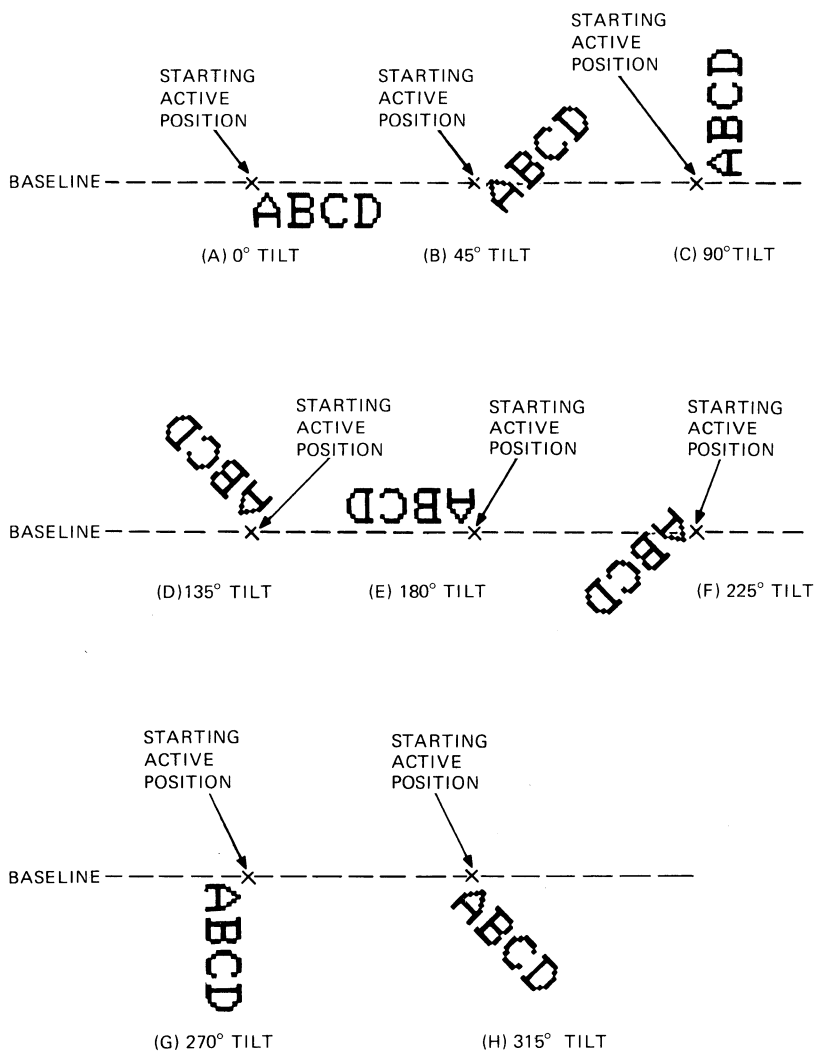 STARTING
ACTIVE
POSITION
STARTING
ACTIVE
POSITION
STARTING
ACTIVE
POSITION
BASELINE
ABCD
ABCD
ABCD
(A) 0° TILT
(B) 45° TILT
(C) 90° TILT
STARTING
ACTIVE
POSITION
STARTING
ACTIVE
POSITION
STARTING
ACTIVE
POSITION
BASELINE
ABCD
ABCD
ABCD
(D) 135° TILT
(E) 180° TILT
(F) 225° TILT
STARTING
ACTIVE
POSITION
STARTING
ACTIVE
POSITION
BASELINE
ABCD
ABCD
(G) 270° TILT
(H) 315° TILT